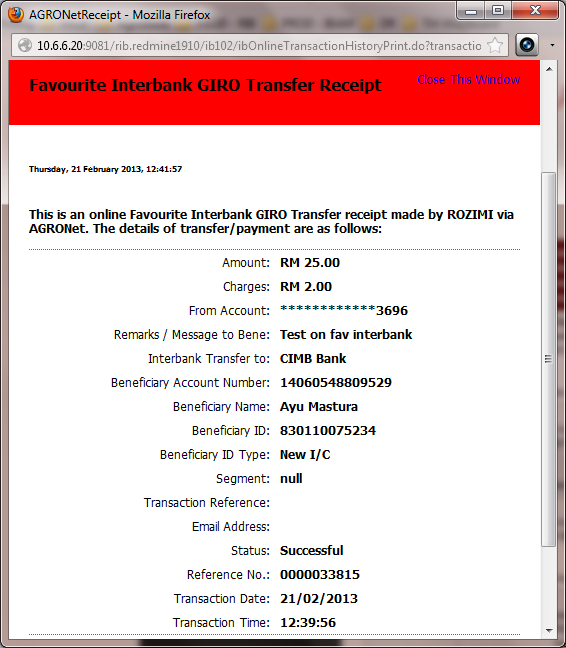 AGRONetReceipt - Mozilla Firefox
10.6.6.20:9081/rib.redmine1910/ib102/ibOnlineTransactionHistoryPrint.do?transactio
Favourite Interbank GIRO Transfer Receipt
Close This Window
Thursday, 21 February 2013, 12:41:57
This is an online Favourite Interbank GIRO Transfer receipt made by ROZIMI via
AGRONet. The details of transfer/payment are as follows:
Amount: RM 25.00
Charges: RM 2.00
From Account: ************3696
Remarks / Message to Bene: Test on fav interbank
Interbank Transfer to: CIMB Bank
Beneficiary Account Number: 14060548809529
Beneficiary Name: Ayu Mastura
Beneficiary ID: 830110075234
Beneficiary ID Type: New I/C
Segment: null
Transaction Reference:
Email Address:
Status: Successful
Reference No.: 0000033815
Transaction Date: 21/02/2013
Transaction Time: 12:39:56